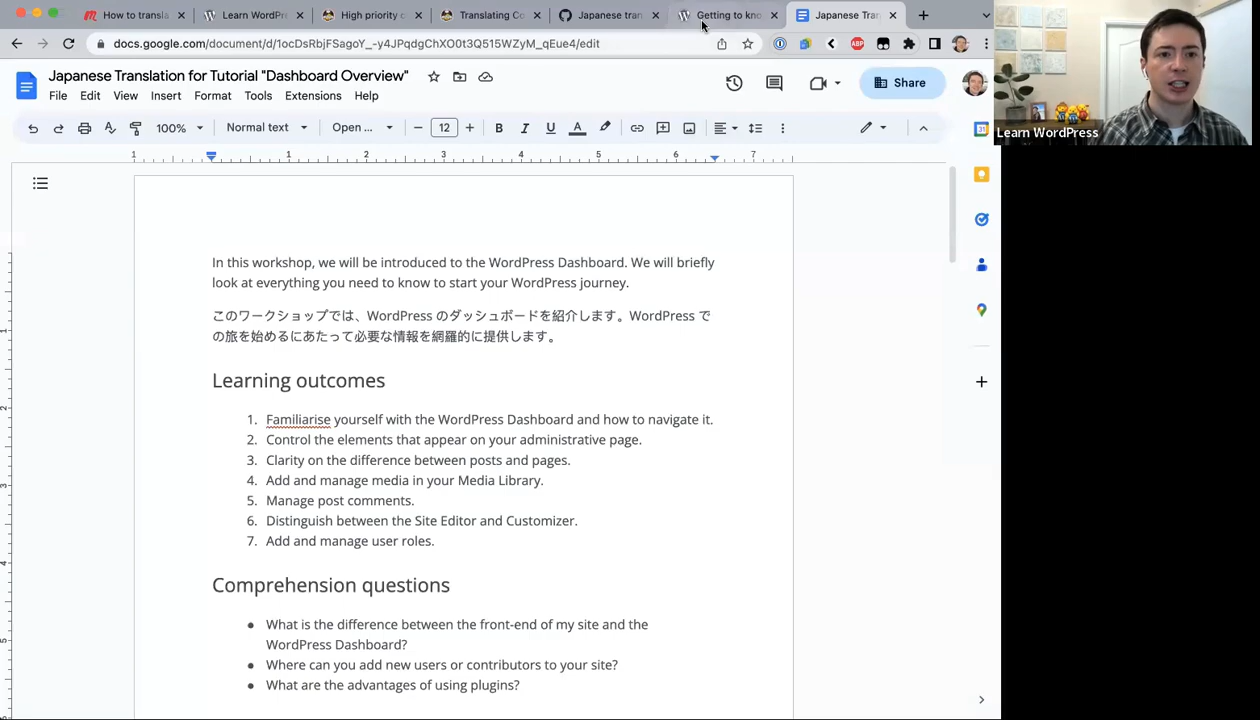 How to transla
Learn WordPre
High priority c
Translating Co
Japanese tran
Getting to kno
Japanese Tran
docs.google.com/document/d/1ocDsRbjFSagoY_-y4JPqdgChXO0t3Q515WZyM_qEue4/edit
Japanese Translation for Tutorial "Dashboard Overview"
File Edit View Insert Format Tools Extensions Help
Share
100% Normal text Open ... 12
Learn WordPress
1 1 2 3 4 5 6 7
In this workshop, we will be introduced to the WordPress Dashboard. We will briefly
look at everything you need to know to start your WordPress journey.
このワークショップでは、WordPress のダッシュボードを紹介します。WordPress で
の旅を始めるにあたって必要な情報を網羅的に提供します。
Learning outcomes
1. Familiarise yourself with the WordPress Dashboard and how to navigate it.
2. Control the elements that appear on your administrative page.
3. Clarity on the difference between posts and pages.
4. Add and manage media in your Media Library.
5. Manage post comments.
6. Distinguish between the Site Editor and Customizer.
7. Add and manage user roles.
Comprehension questions
● What is the difference between the front-end of my site and the
WordPress Dashboard?
● Where can you add new users or contributors to your site?
● What are the advantages of using plugins?